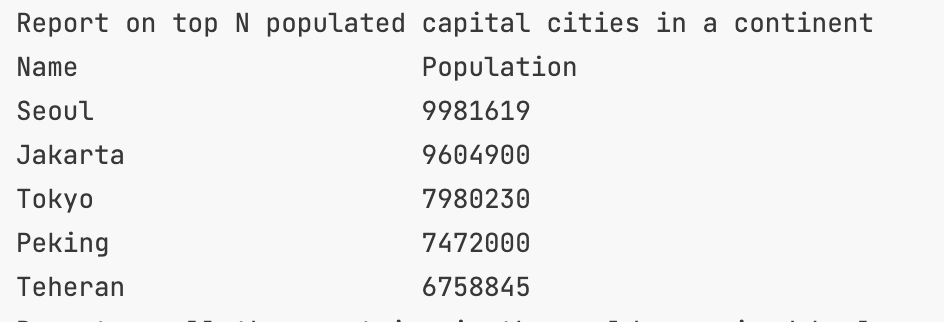 Report on top N populated capital cities in a continent
Name Population
Seoul 9981619
Jakarta 9604900
Tokyo 7980230
Peking 7472000
Teheran 6758845